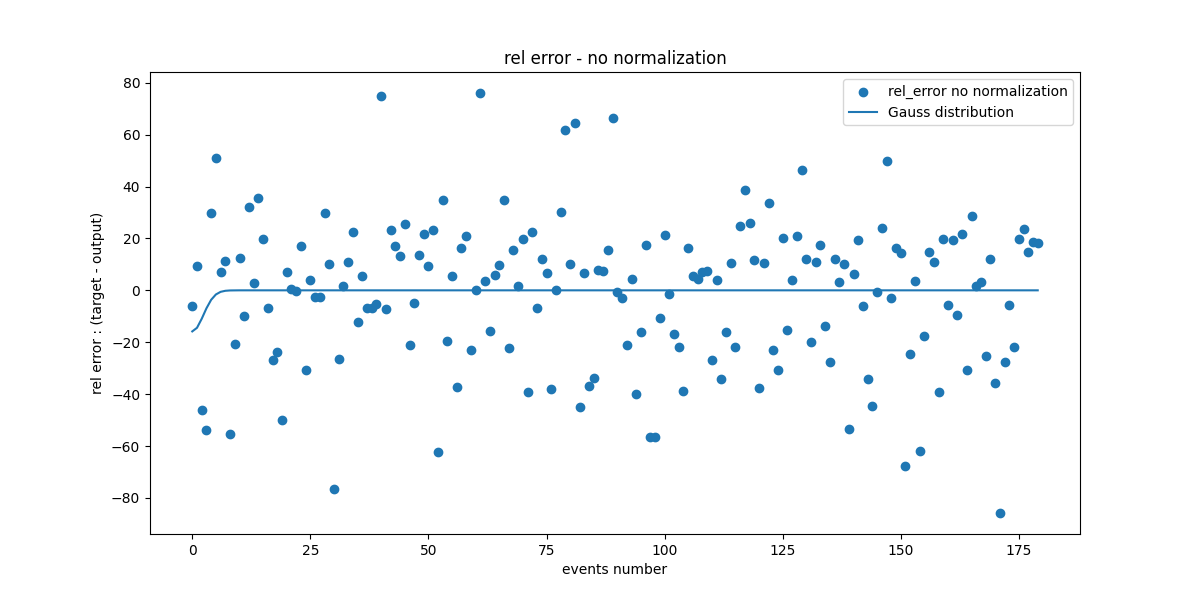 rel error - no normalization
rel_error no normalization
Gauss distribution
rel error : (target - output)
80
60
40
20
0
−20
−40
−60
−80
0 25 50 75 100 125 150 175
events number